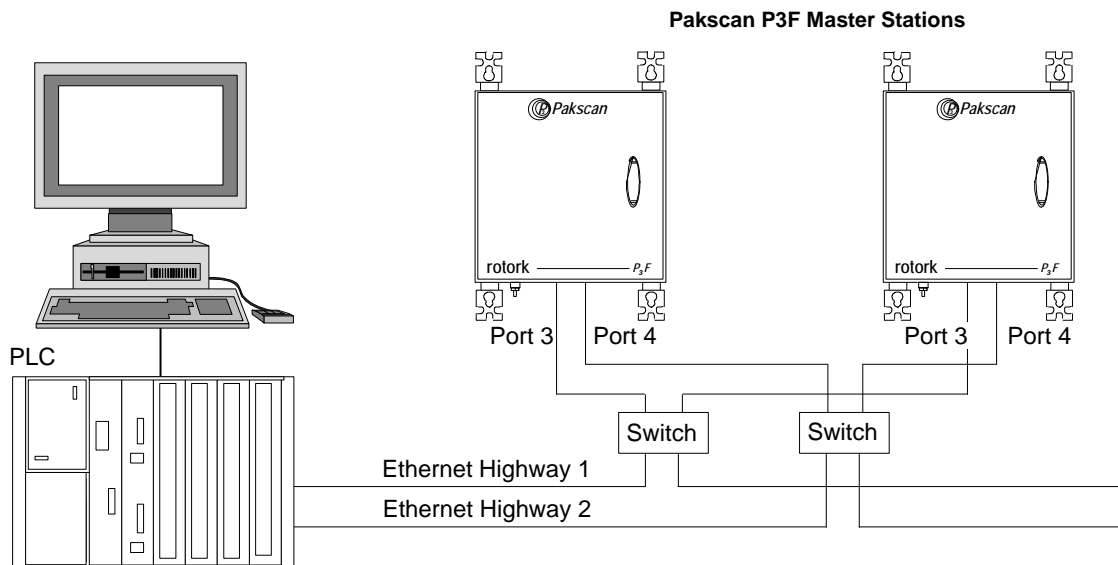 Pakscan P3F Master Stations
Pakscan
Pakscan
rotork P3F
rotork P3F
Port 3 Port 4
Port 3 Port 4
PLC
Switch
Switch
Ethernet Highway 1
Ethernet Highway 2